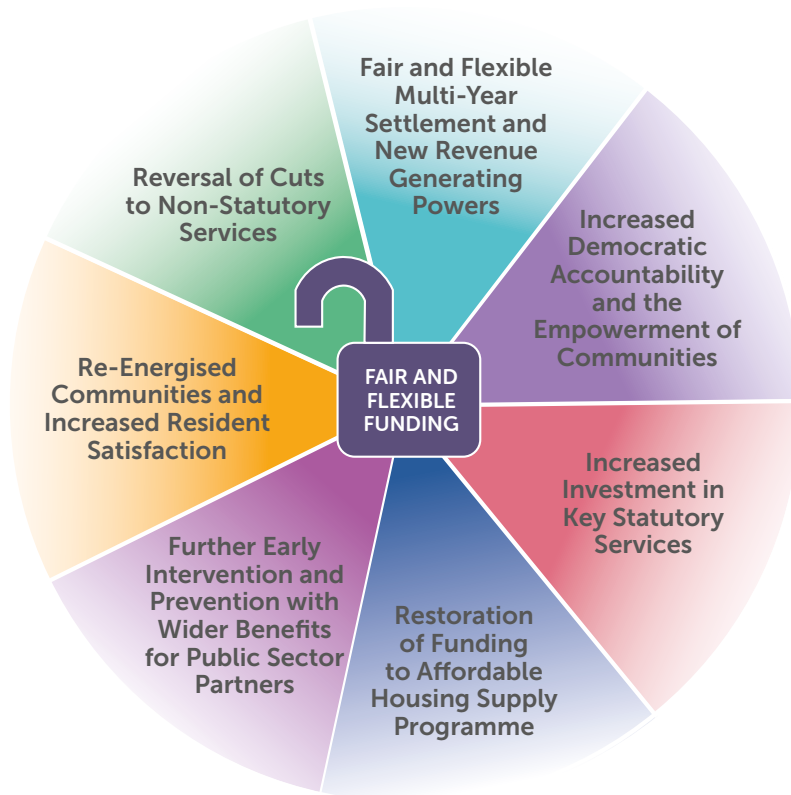 Fair and Flexible
Multi-Year
Settlement and
New Revenue
Generating
Powers
Increased
Democratic
Accountability
and the
Empowerment of
Communities
Increased
Investment in
Key Statutory
Services
Restoration
of Funding
to Affordable
Housing Supply
Programme
Further Early
Intervention and
Prevention with
Wider Benefits
for Public Sector
Partners
Re-Energised
Communities and
Increased Resident
Satisfaction
Reversal of Cuts
to Non-Statutory
Services
FAIR AND
FLEXIBLE
FUNDING